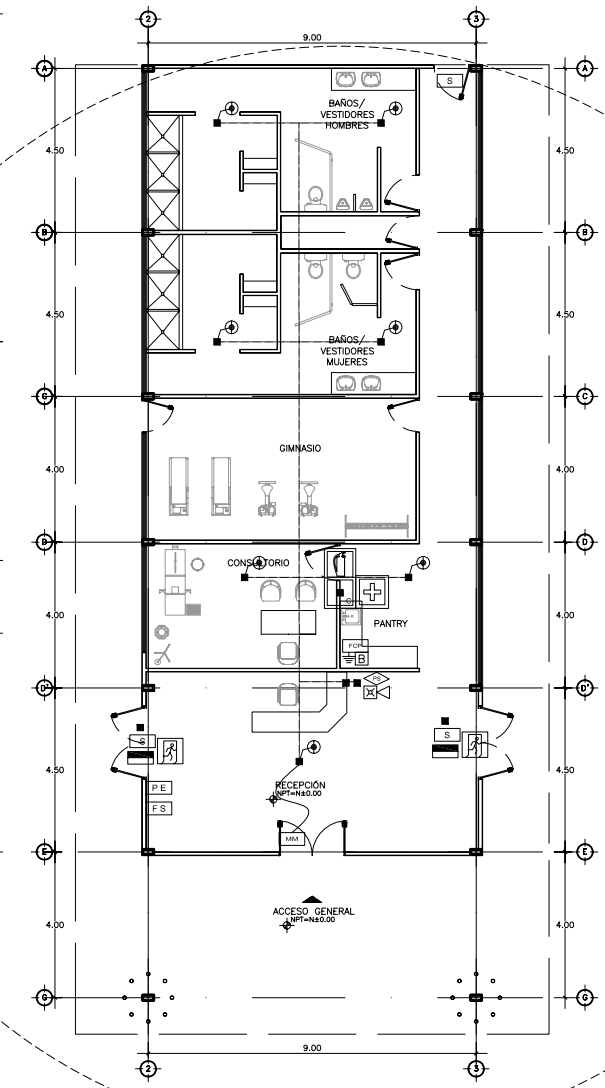 2
3
9.00
A
S
A
BAÑOS/
VESTIDORES
HOMBRES
4.50
4.50
B
B
4.50
4.50
BAÑOS/
VESTIDORES
MUJERES
C
C
GIMNASIO
4.00
4.00
D
D
CONSULTORIO
4.00
PANTRY
4.00
FCP
B
PS
D'
D'
S
S
4.50
4.50
PE
RECEPCIÓN
NPT=N±0.00
FS
MM
E
E
ACCESO GENERAL
NPT=N±0.00
4.00
4.00
G
G
9.00
2
3